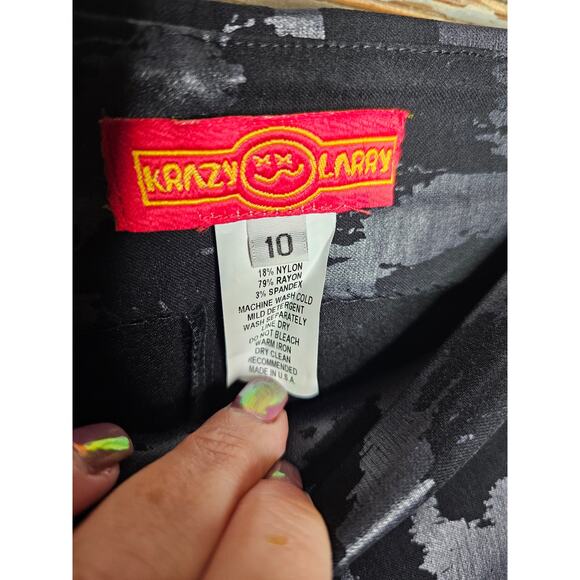 KRAZY LARRY
10
18% NYLON
79% RAYON
3% SPANDEX
MACHINE WASH COLD
MILD DETERGENT
WASH SEPARATELY
LINE DRY
DO NOT BLEACH
WARM IRON
DRY CLEAN
RECOMMENDED
MADE IN U.S.A.